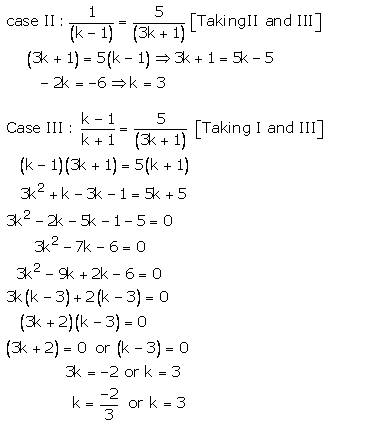 case II : 1/(k − 1) = 5/(3k + 1) [Taking II and III]
(3k + 1) = 5(k − 1) ⇒ 3k + 1 = 5k − 5
− 2k = −6 ⇒ k = 3
Case III : k − 1/k + 1 = 5/(3k + 1) [Taking I and III]
(k − 1)(3k + 1) = 5(k + 1)
3k² + k − 3k − 1 = 5k + 5
3k² − 2k − 5k − 1 − 5 = 0
3k² − 7k − 6 = 0
3k² − 9k + 2k − 6 = 0
3k(k − 3) + 2(k − 3) = 0
(3k + 2)(k − 3) = 0
(3k + 2) = 0 or (k − 3) = 0
3k = −2 or k = 3
k = −2/3 or k = 3